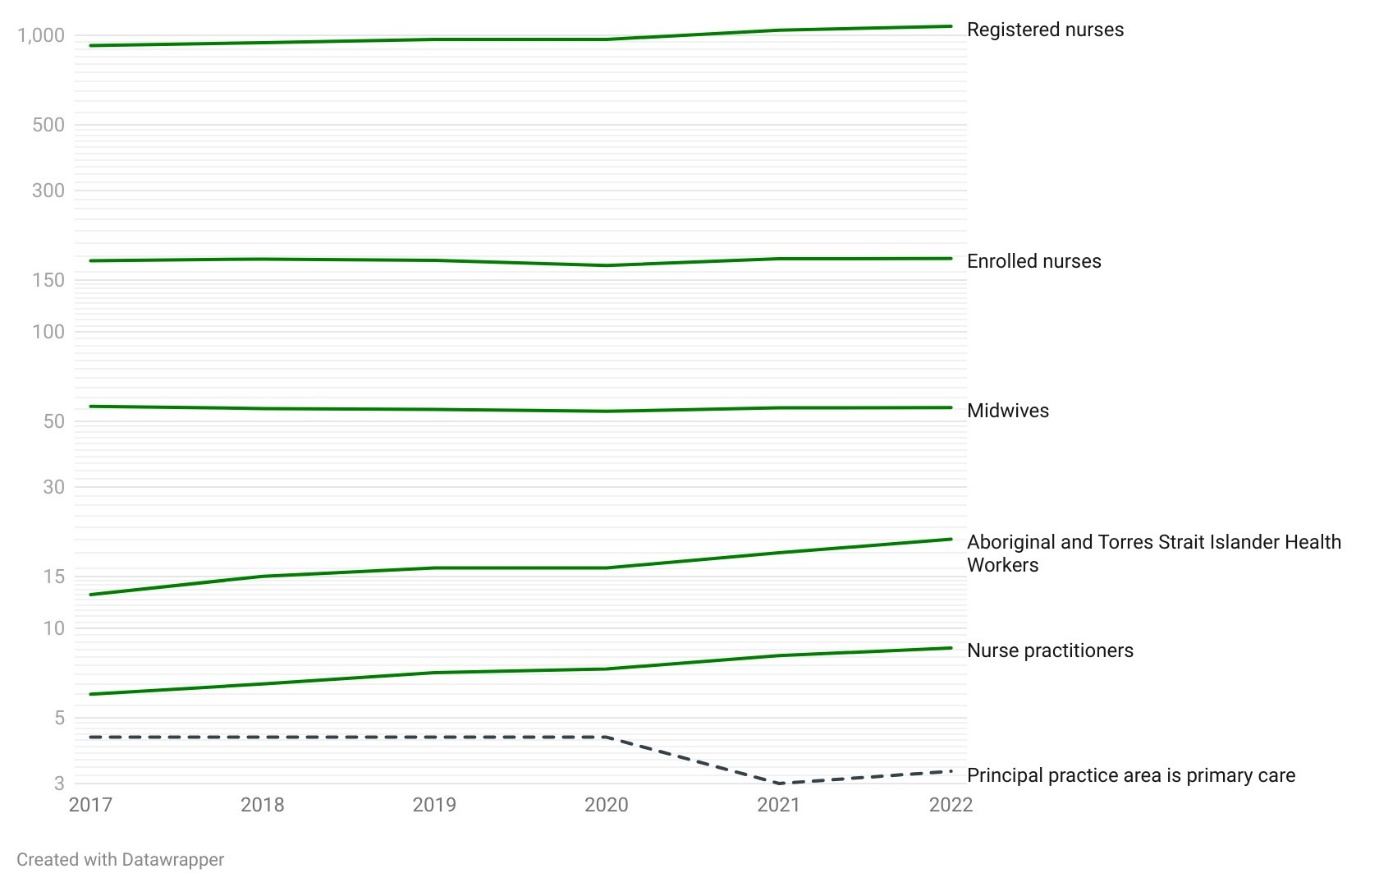 1,000
Registered nurses
500
300
Enrolled nurses
150
100
Midwives
50
30
Aboriginal and Torres Strait Islander Health
Workers
15
10
Nurse practitioners
5
Principal practice area is primary care
3
2017 2018 2019 2020 2021 2022
Created with Datawrapper